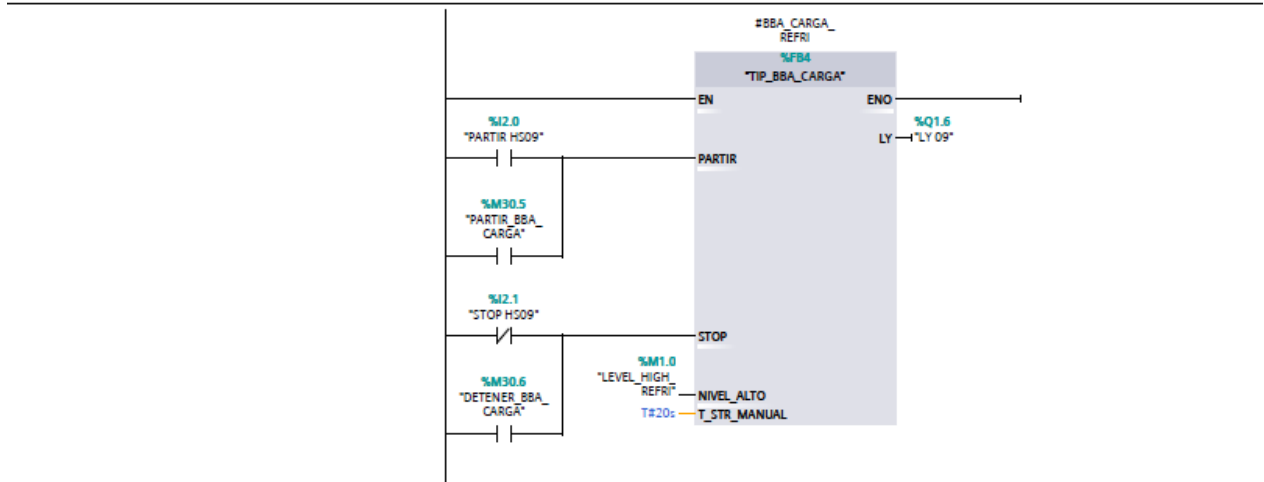 #BBA_CARGA_
REFRI
%FB4
"TIP_BBA_CARGA"
EN
ENO
%I2.0
"PARTIR HS09"
%Q1.6
LY
"LY 09"
PARTIR
%M30.5
"PARTIR_BBA_
CARGA"
%I2.1
"STOP HS09"
STOP
%M1.0
"LEVEL_HIGH_
REFRI"
NIVEL_ALTO
%M30.6
"DETENER_BBA_
CARGA"
T#20s
T_STR_MANUAL